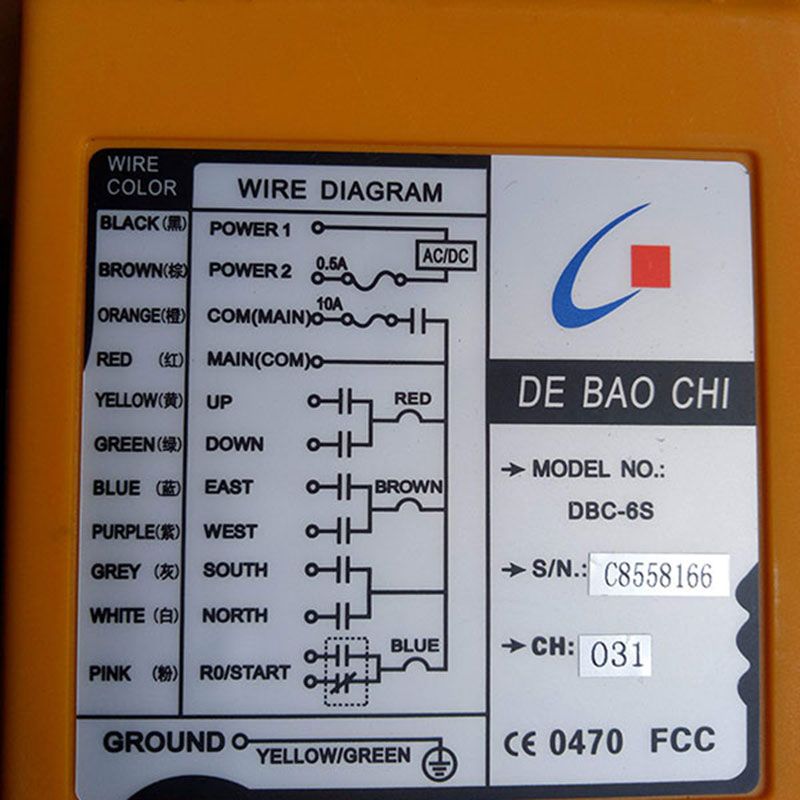 WIRE COLOR
WIRE DIAGRAM
BLACK(黑) POWER 1
AC/DC
BROWN(棕) POWER 2 0.5A
ORANGE(橙) COM(MAIN) 10A
RED (红) MAIN(COM)
YELLOW(黄) UP RED
GREEN(绿) DOWN
BLUE (蓝) EAST BROWN
PURPLE(紫) WEST
GREY (灰) SOUTH
WHITE (白) NORTH
PINK (粉) R0/START BLUE
GROUND YELLOW/GREEN
DE BAO CHI
MODEL NO.:
DBC-6S
S/N.: C8558166
CH: 031
CE 0470 FCC